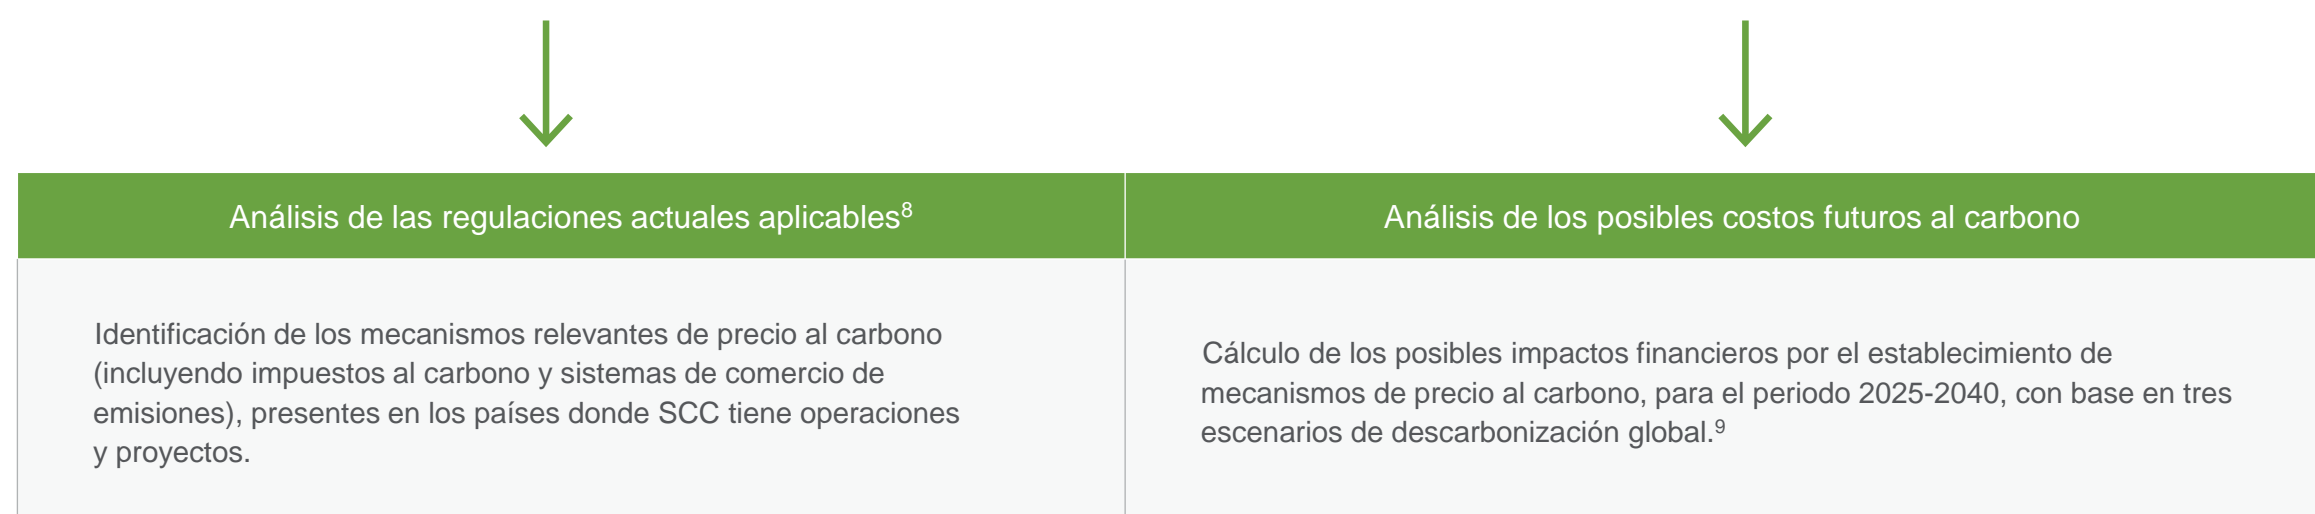 Análisis de las regulaciones actuales aplicables⁸
Análisis de los posibles costos futuros al carbono
Identificación de los mecanismos relevantes de precio al carbono
(incluyendo impuestos al carbono y sistemas de comercio de
emisiones), presentes en los países donde SCC tiene operaciones
y proyectos.
Cálculo de los posibles impactos financieros por el establecimiento de
mecanismos de precio al carbono, para el periodo 2025-2040, con base en tres
escenarios de descarbonización global.⁹